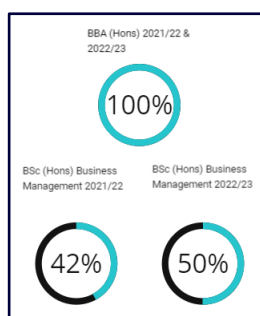 BBA (Hons) 2021/22 &
2022/23
100%
BSc (Hons) Business
Management 2021/22
BSc (Hons) Business
Management 2022/23
42%
50%